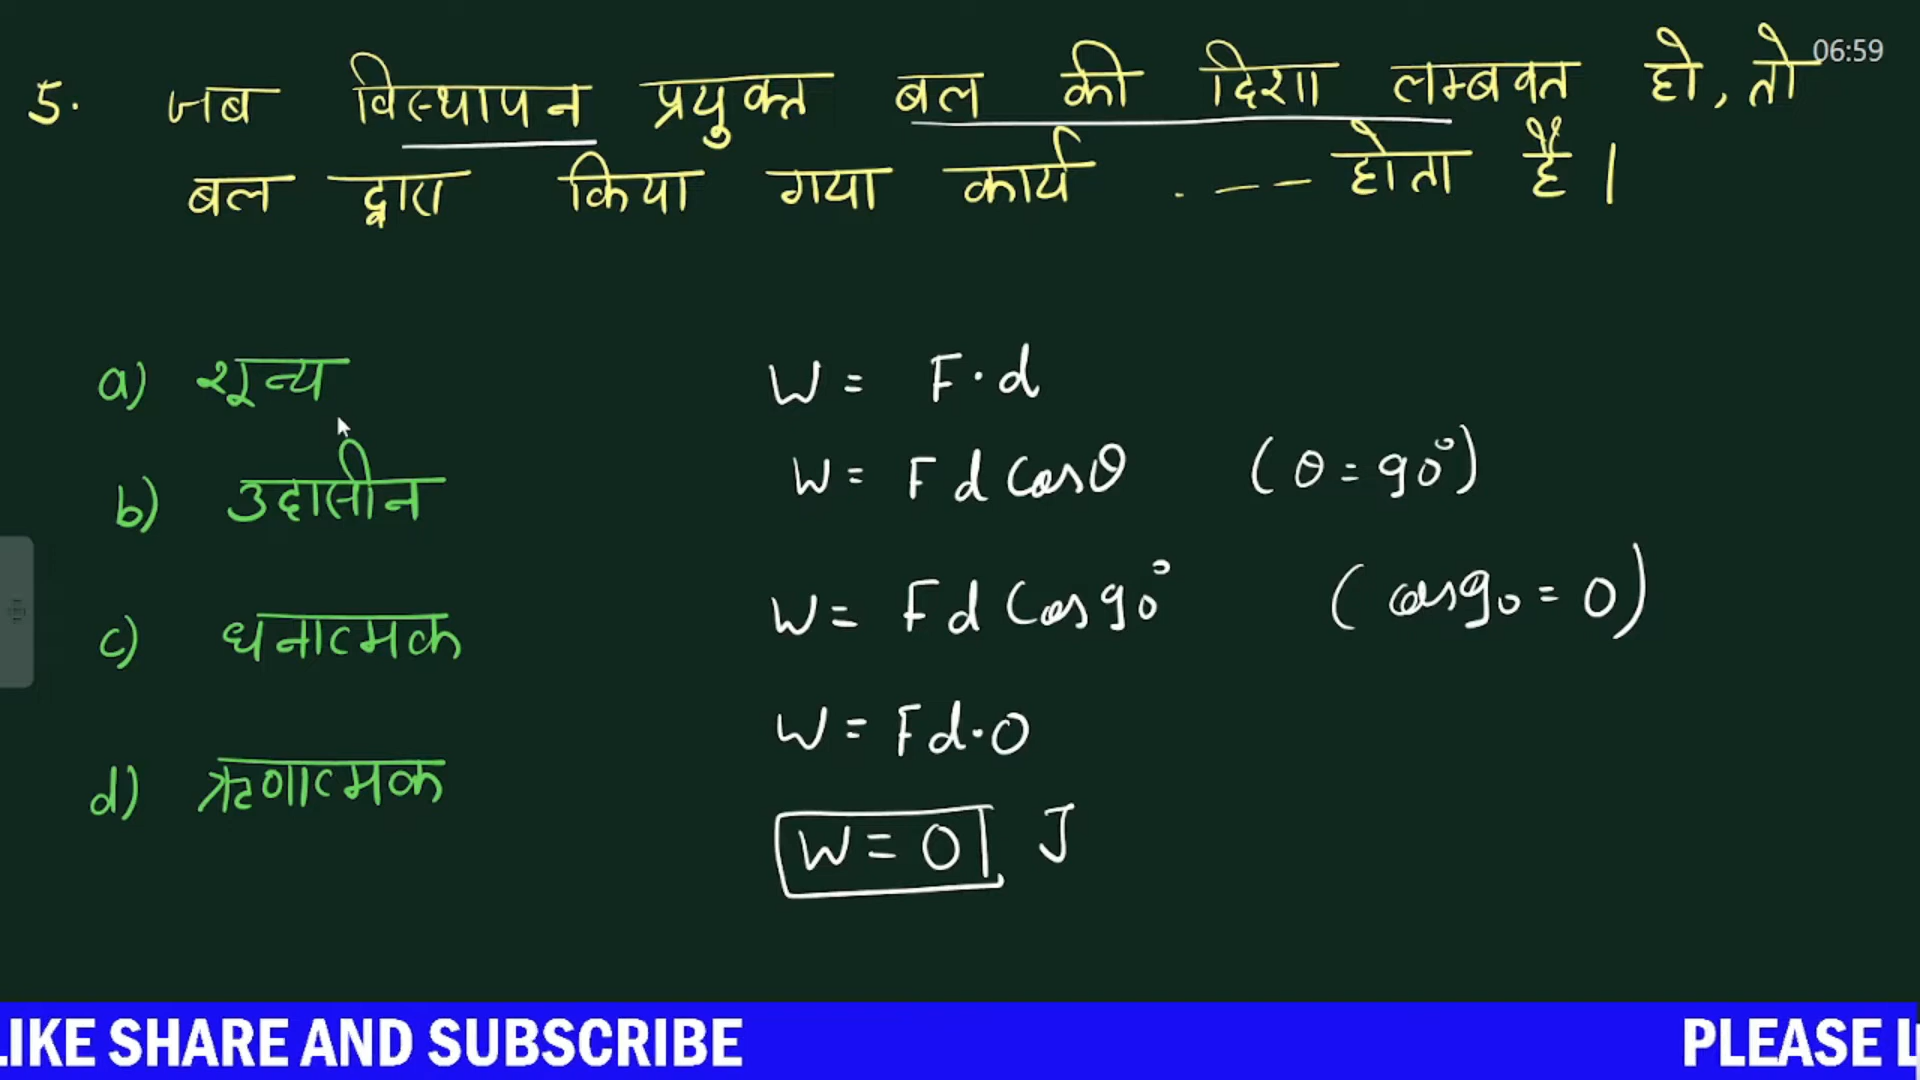 06:59
5. जब विस्थापन प्रयुक्त बल की दिशा लम्बवत हो, तो
बल द्वारा किया गया कार्य .--- होता है।
a) शून्य
b) उदासीन
c) धनात्मक
d) ऋणात्मक
W = F·d
W = Fd Cosθ (θ = 90°)
W = Fd Cos90° (cos90 = 0)
W = Fd·0
W = 0 J
LIKE SHARE AND SUBSCRIBE
PLEASE L